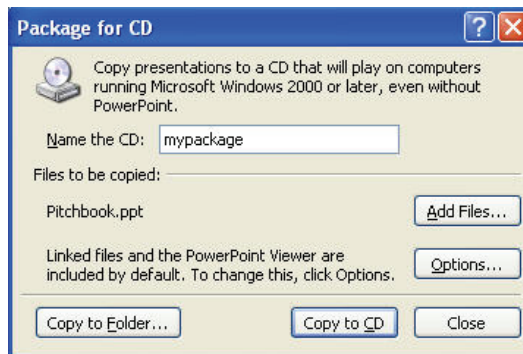 Package for CD
Copy presentations to a CD that will play on computers
running Microsoft Windows 2000 or later, even without
PowerPoint.
Name the CD: mypackage
Files to be copied:
Pitchbook.ppt
Add Files...
Linked files and the PowerPoint Viewer are
included by default. To change this, click Options.
Options...
Copy to Folder... Copy to CD Close